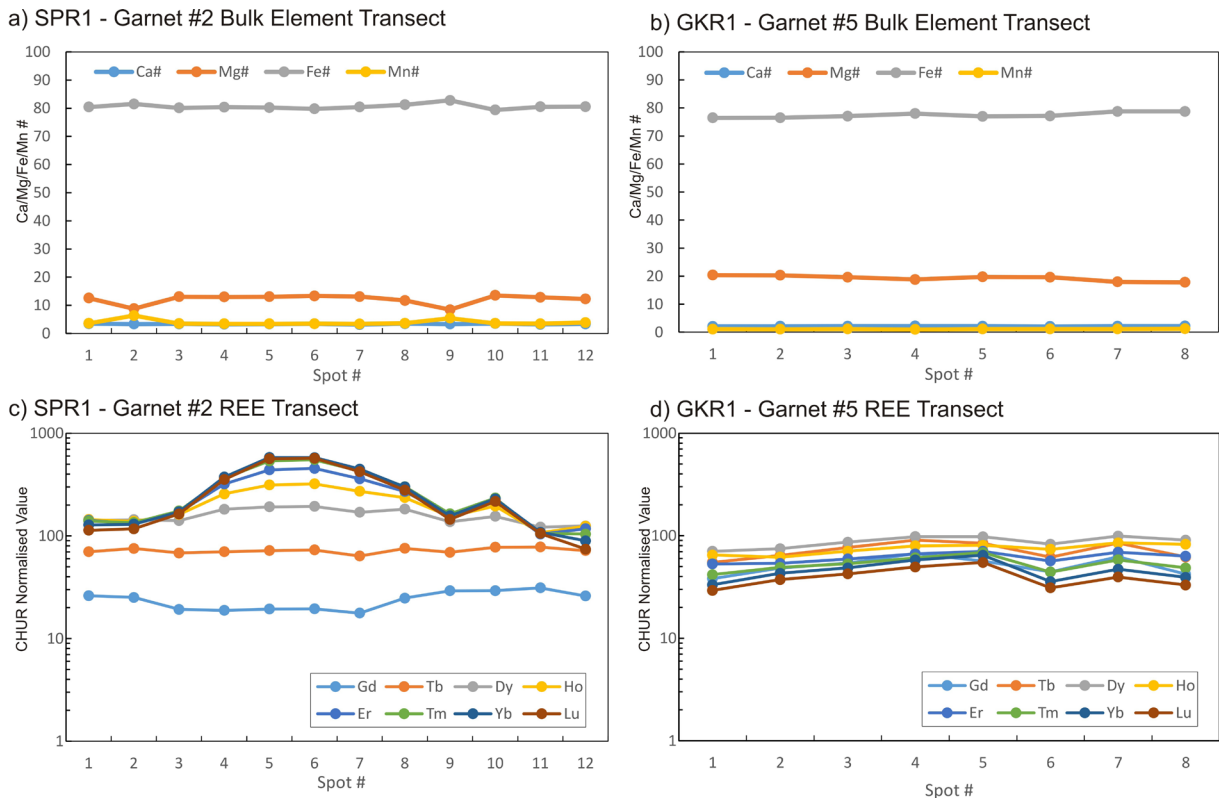 a) SPR1 - Garnet #2 Bulk Element Transect
Ca/Mg/Fe/Mn #
100
90
80
70
60
50
40
30
20
10
0
Ca# Mg# Fe# Mn#
1 2 3 4 5 6 7 8 9 10 11 12
Spot #
b) GKR1 - Garnet #5 Bulk Element Transect
Ca/Mg/Fe/Mn #
100
90
80
70
60
50
40
30
20
10
0
Ca# Mg# Fe# Mn#
1 2 3 4 5 6 7 8
Spot #
c) SPR1 - Garnet #2 REE Transect
CHUR Normalised Value
1000
100
10
1
Gd Tb Dy Ho
Er Tm Yb Lu
1 2 3 4 5 6 7 8 9 10 11 12
Spot #
d) GKR1 - Garnet #5 REE Transect
CHUR Normalised Value
1000
100
10
1
Gd Tb Dy Ho
Er Tm Yb Lu
1 2 3 4 5 6 7 8
Spot #